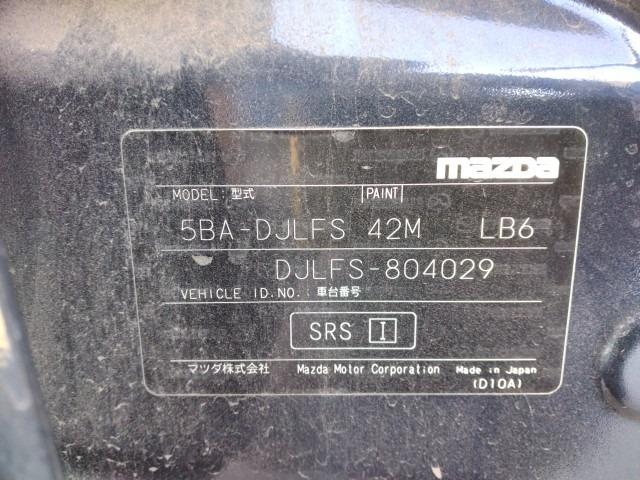 mazda
MODEL:型式 PAINT
5BA-DJLFS 42M LB6
DJLFS-804029
VEHICLE ID.NO.:車台番号
SRS I
マツダ株式会社 Mazda Motor Corporation Made in Japan
(D10A)